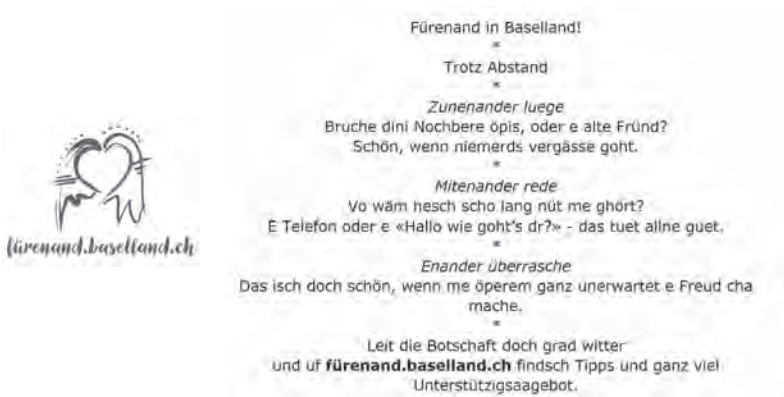 Fürenand in Baselland!
*
Trotz Abstand
*
Zunenander luege
Bruche dini Nochbere öpis, oder e alte Fründ?
Schön, wenn niemerds vergässe goht.
*
Mitenander rede
Vo wäm hesch scho lang nüt me ghört?
E Telefon oder e «Hallo wie goht's dr?» - das tuet allne guet.
*
Enander überrasche
Das isch doch schön, wenn me öperem ganz unerwartet e Freud cha
mache.
*
Leit die Botschaft doch grad witter
und uf fürenand.baselland.ch findsch Tipps und ganz viel
Unterstützigsaagebot.
fürenand.baselland.ch